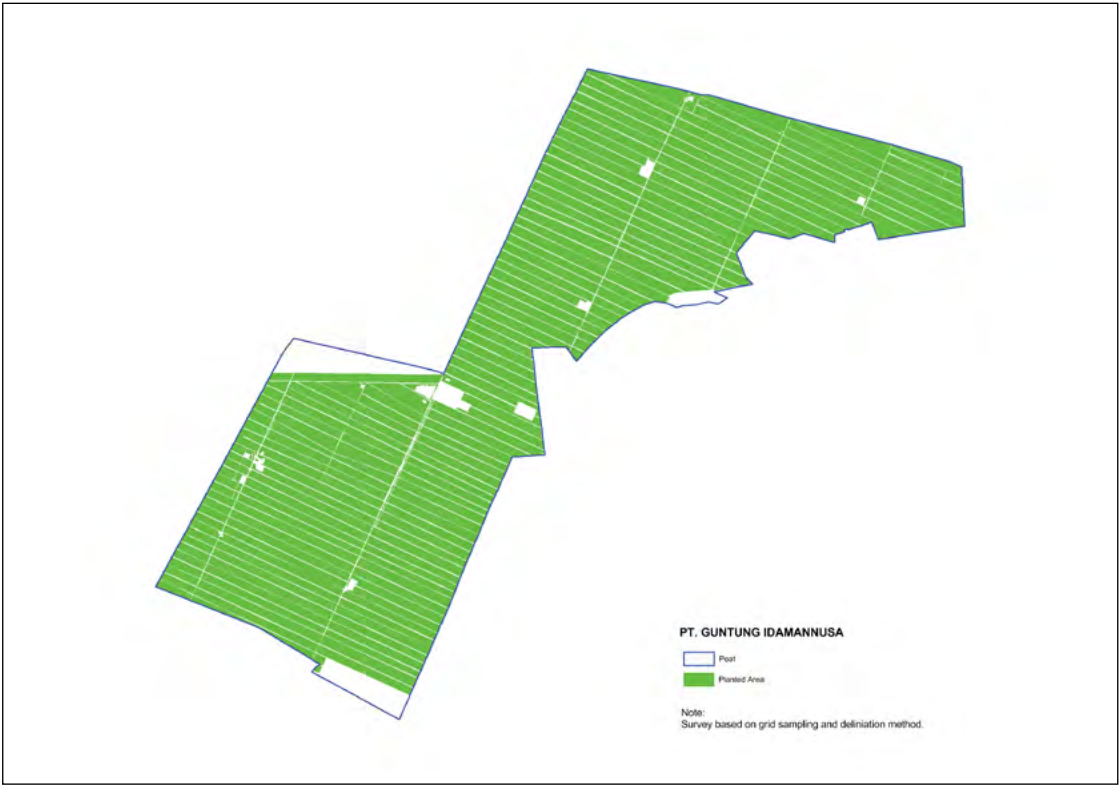 PT. GUNTUNG IDAMANNUSA
Peat
Planted Area
Note:
Survey based on grid sampling and deliniation method.